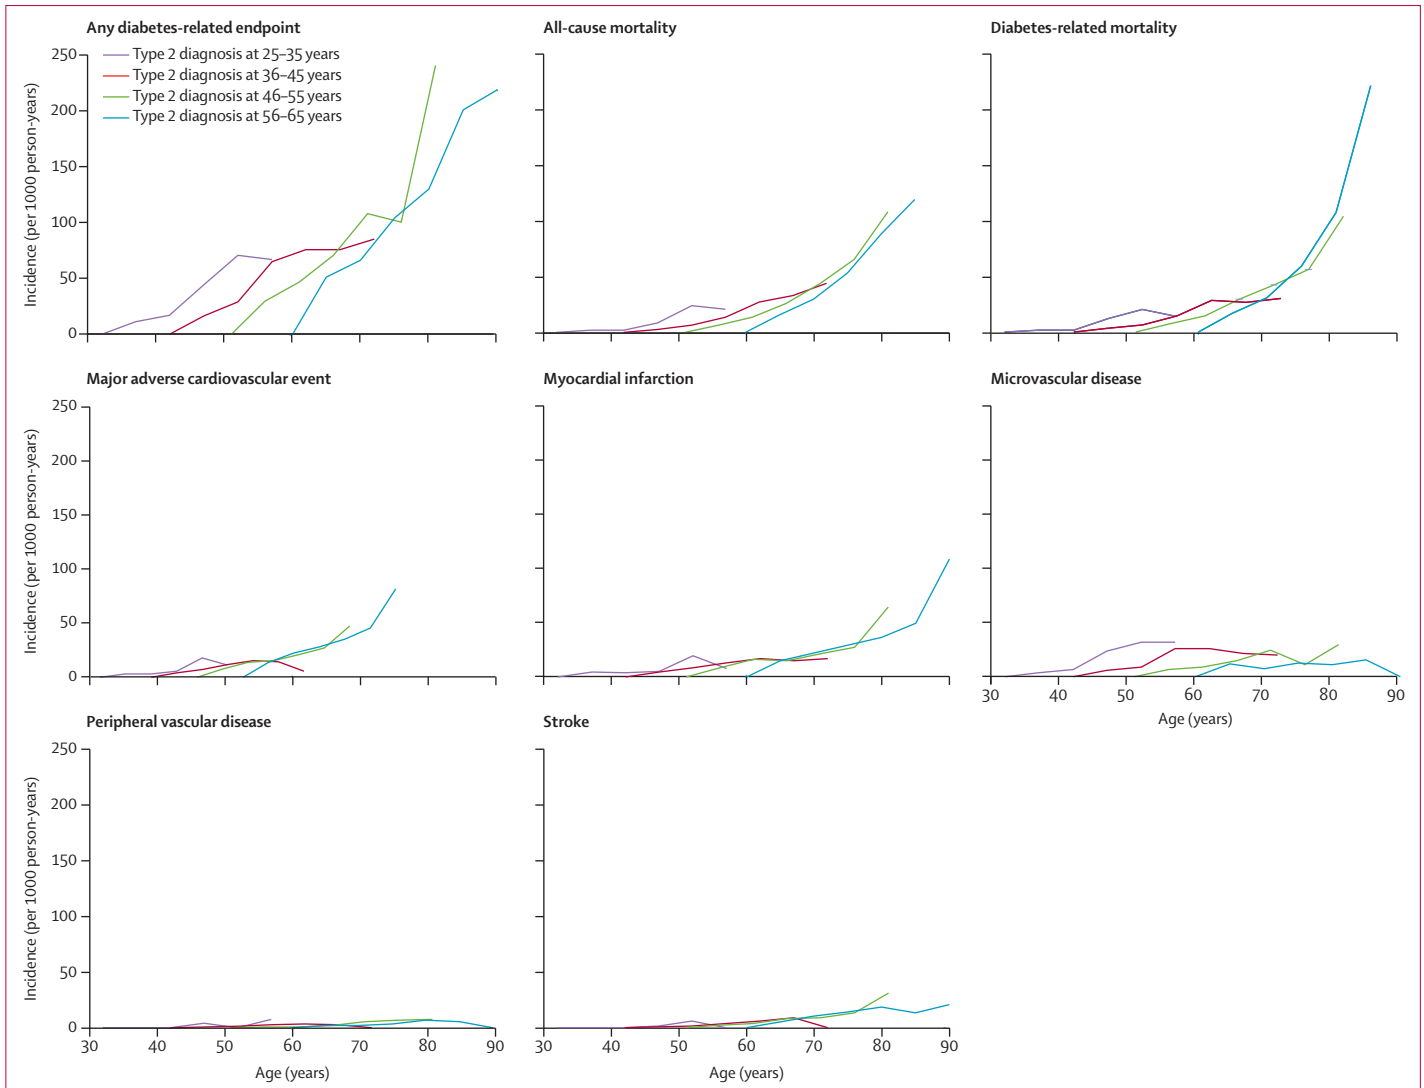 Any diabetes-related endpoint
All-cause mortality
Diabetes-related mortality
Type 2 diagnosis at 25–35 years
Type 2 diagnosis at 36–45 years
Type 2 diagnosis at 46–55 years
Type 2 diagnosis at 56–65 years
250
200
150
100
50
0
Incidence (per 1000 person-years)
Major adverse cardiovascular event
Myocardial infarction
Microvascular disease
250
200
150
100
50
0
Incidence (per 1000 person-years)
30 40 50 60 70 80 90
Age (years)
Peripheral vascular disease
Stroke
250
200
150
100
50
0
Incidence (per 1000 person-years)
30 40 50 60 70 80 90
Age (years)
30 40 50 60 70 80 90
Age (years)